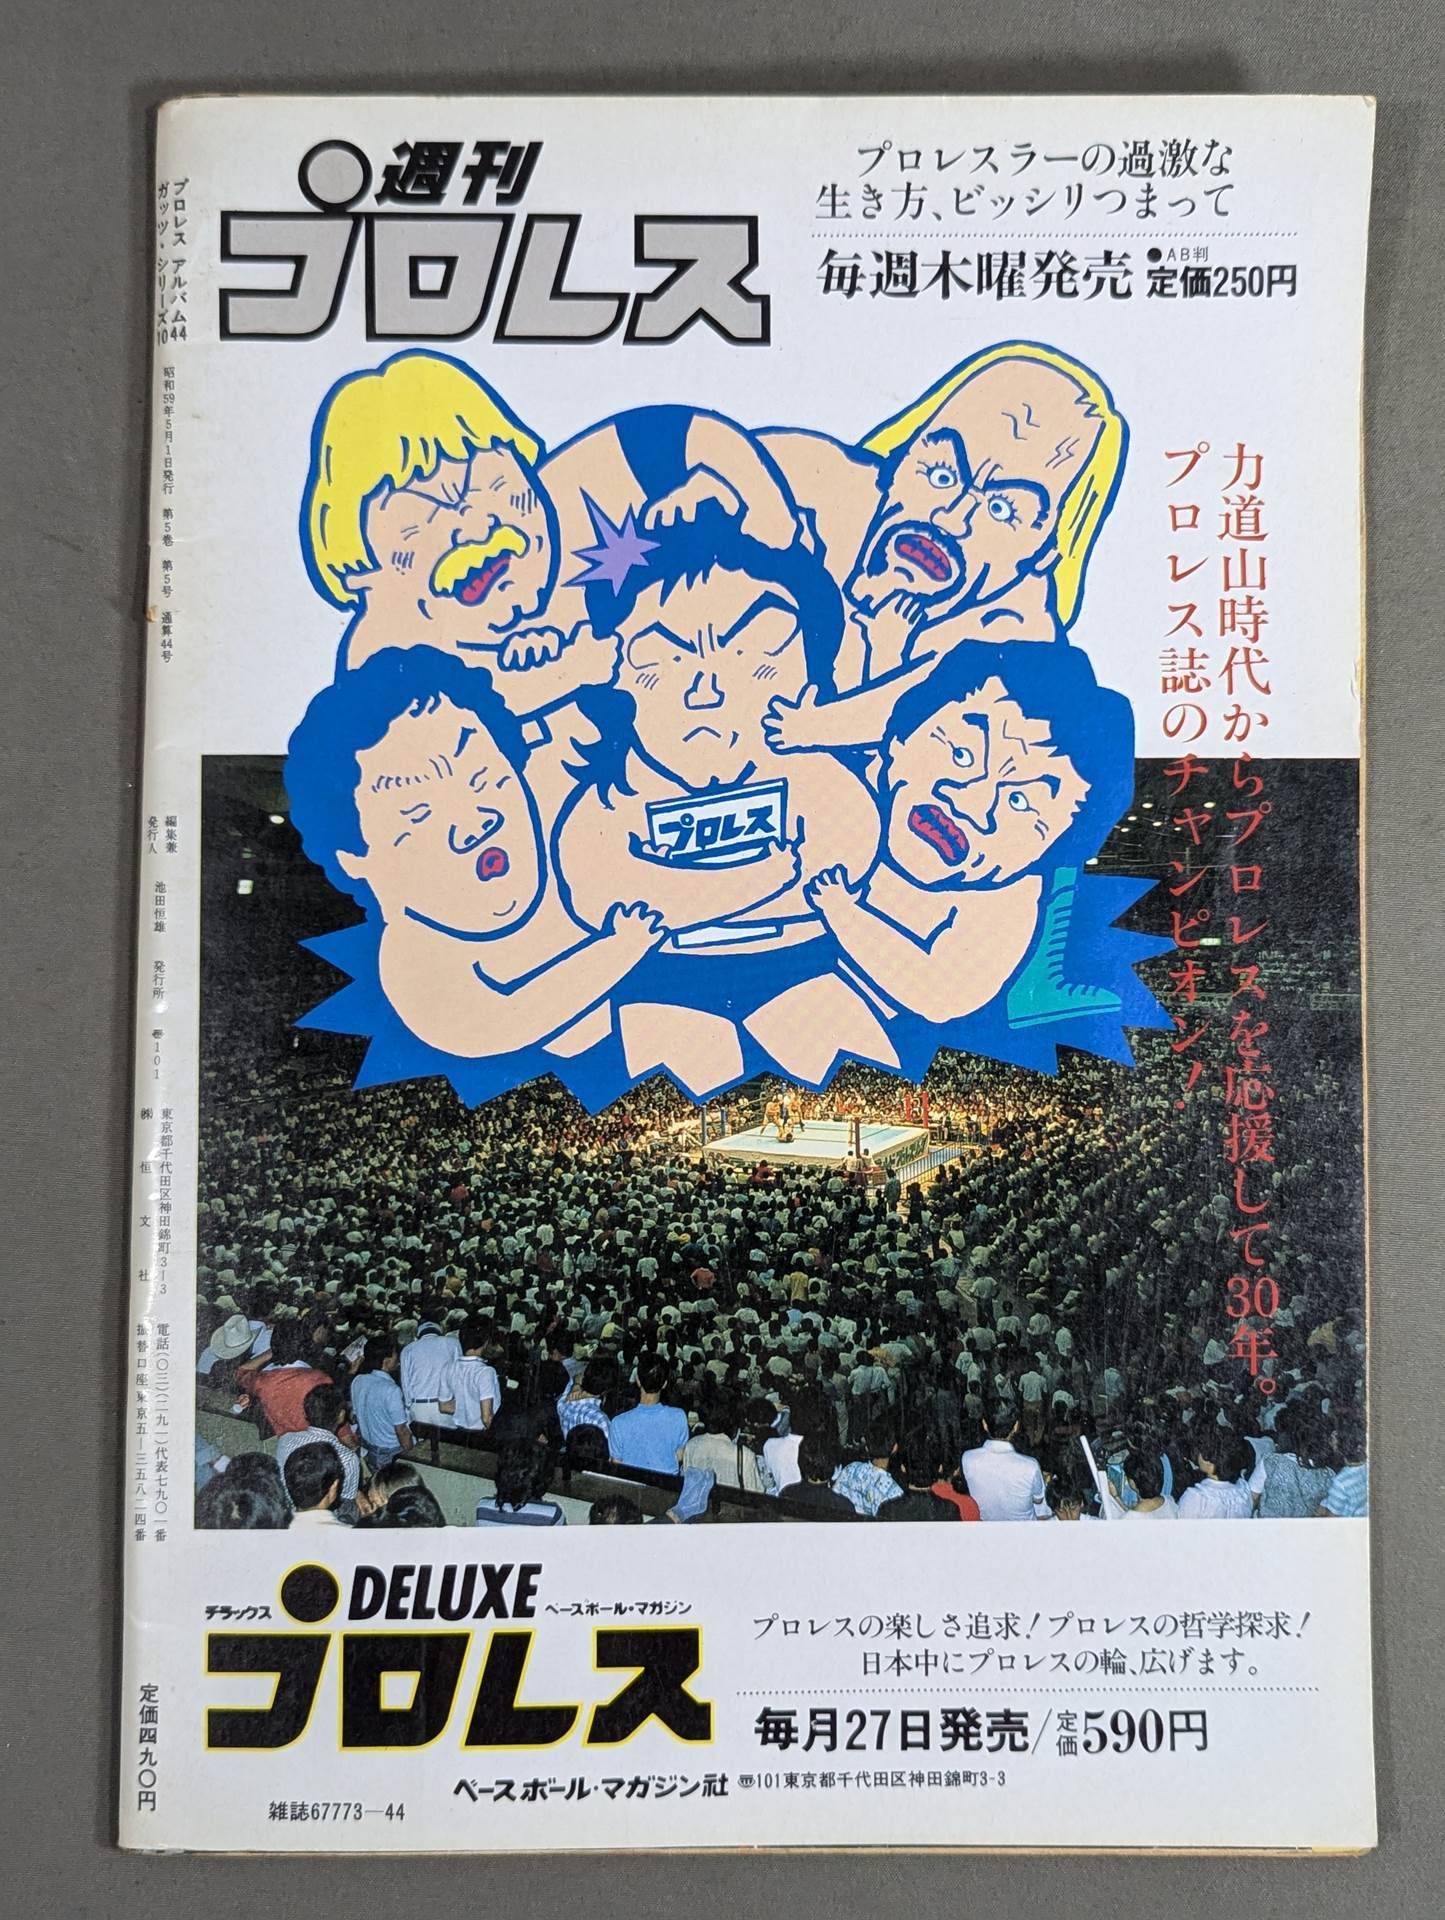 週刊
プロレス
プロレスラーの過激な
生き方、ビッシリつまって
毎週木曜発売
●AB判
定価250円
力道山時代からプロレスを応援して30年。
プロレス誌のチャンピオン!
プロレス
デラックス
DELUXE
ベースボール・マガジン
プロレス
プロレスの楽しさ追求!プロレスの哲学探求!
日本中にプロレスの輪、広げます。
毎月27日発売/定価590円
ベースボール・マガジン社 〠101東京都千代田区神田錦町3-3
雑誌67773-44
プロレス アルバム44
ガッツ・シリーズ10
昭和59年5月1日発行 第5巻 第5号 通算44号
編集兼
発行人
池田恒雄
発行所
〠101
東京都千代田区神田錦町3-3
㈱恒文社
電話(〇三)(二九一)代表七九〇一番
振替口座東京五-三五八二四番
定価四九〇円